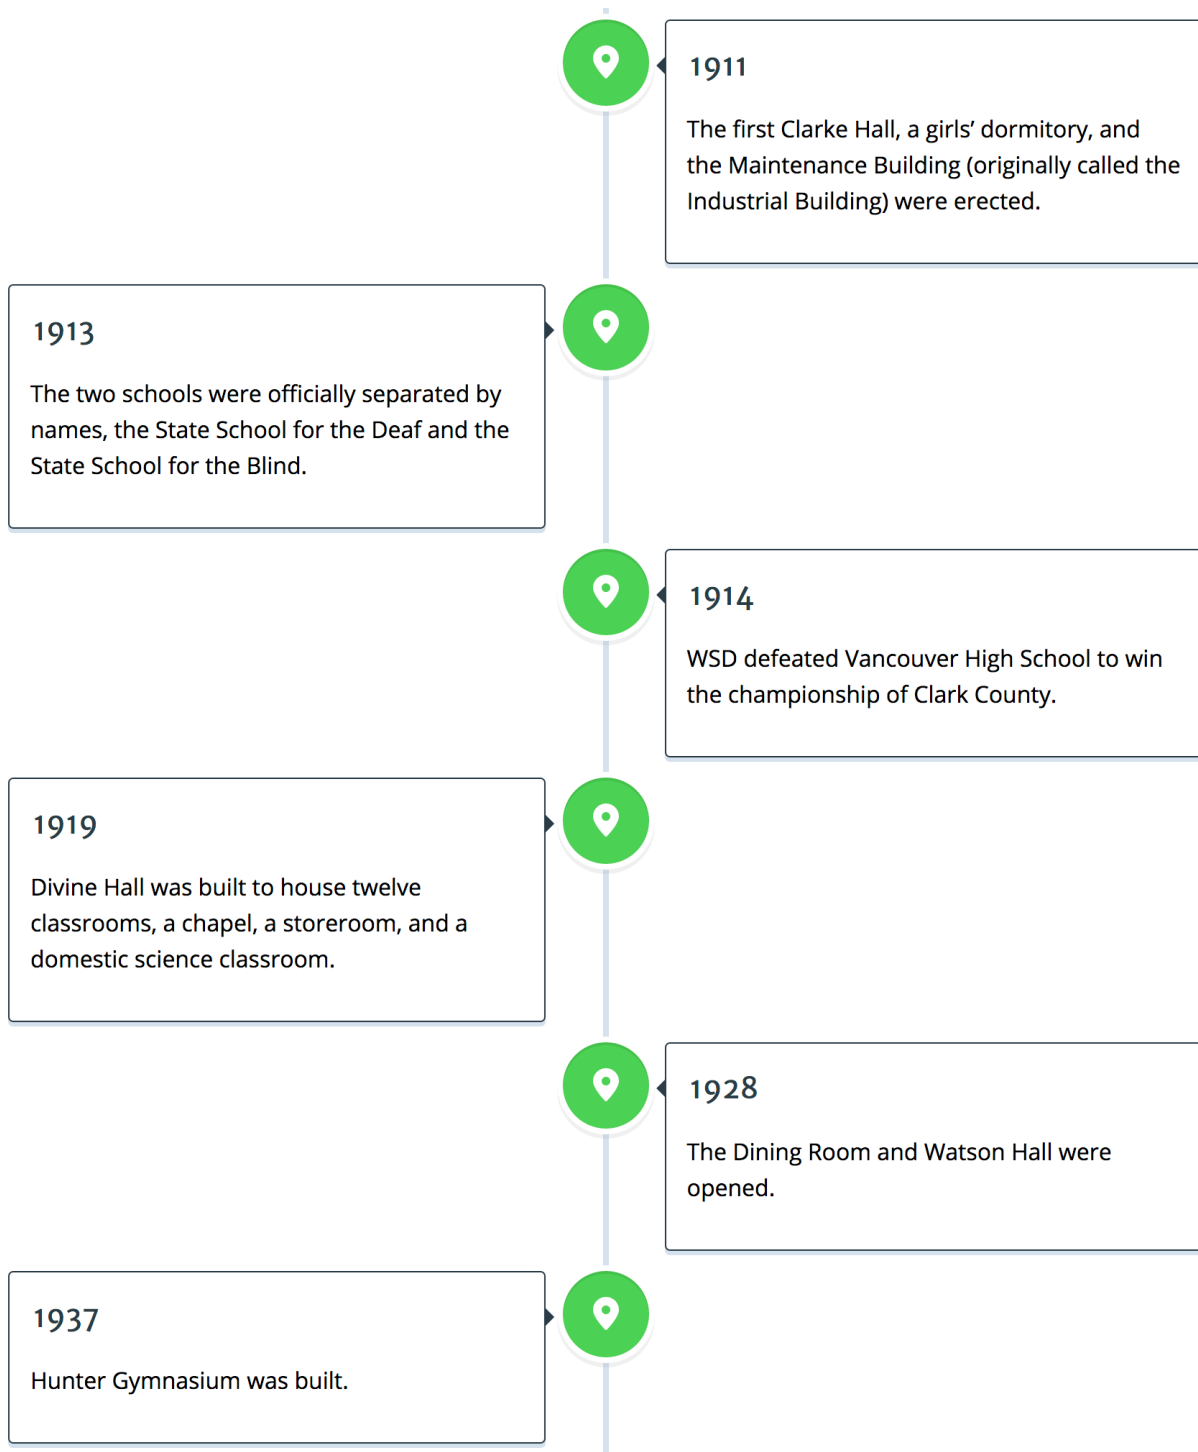 1911
The first Clarke Hall, a girls’ dormitory, and
the Maintenance Building (originally called the
Industrial Building) were erected.
1913
The two schools were officially separated by
names, the State School for the Deaf and the
State School for the Blind.
1914
WSD defeated Vancouver High School to win
the championship of Clark County.
1919
Divine Hall was built to house twelve
classrooms, a chapel, a storeroom, and a
domestic science classroom.
1928
The Dining Room and Watson Hall were
opened.
1937
Hunter Gymnasium was built.